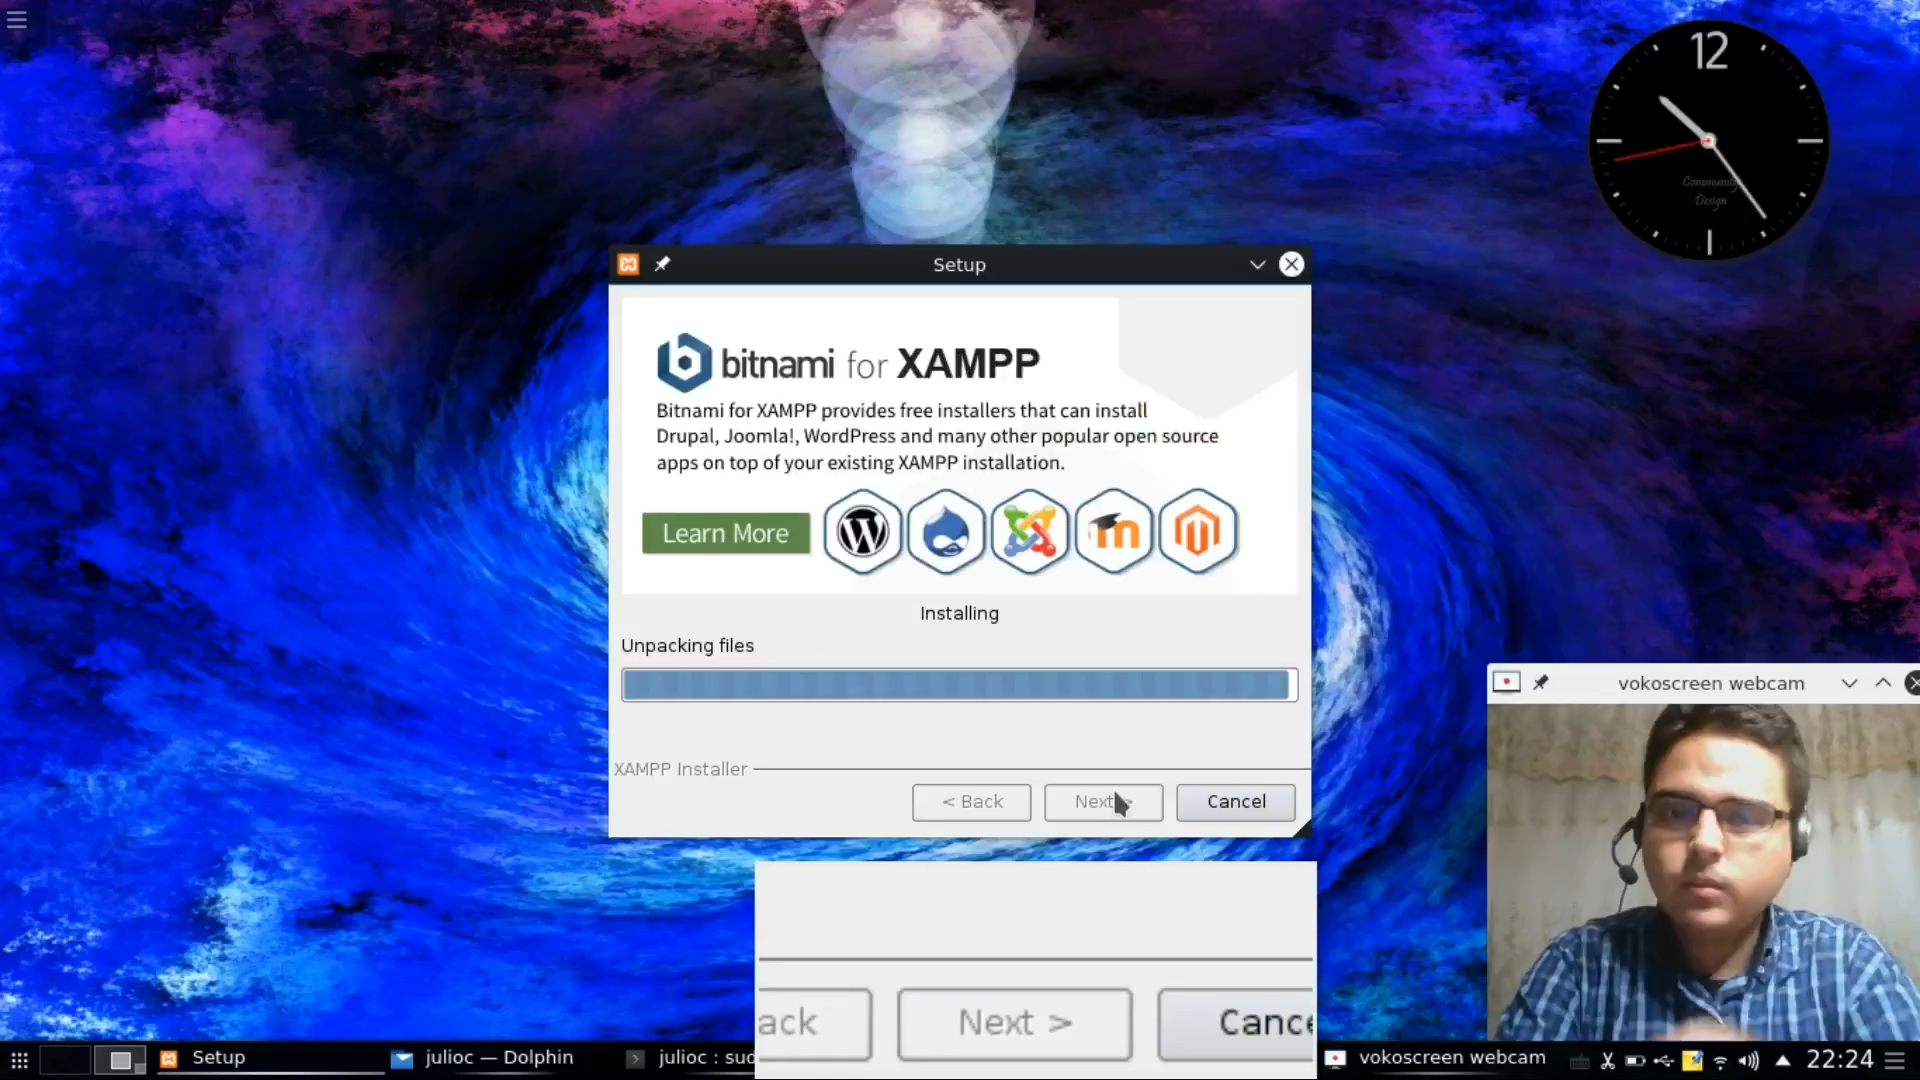 12
Community
Design
Setup
bitnami for XAMPP
Bitnami for XAMPP provides free installers that can install
Drupal, Joomla!, WordPress and many other popular open source
apps on top of your existing XAMPP installation.
Learn More
Installing
Unpacking files
XAMPP Installer
< Back
Next >
Cancel
vokoscreen webcam
ack
Next >
Cance
Setup
julioc — Dolphin
julioc : sud
vokoscreen webcam
22:24